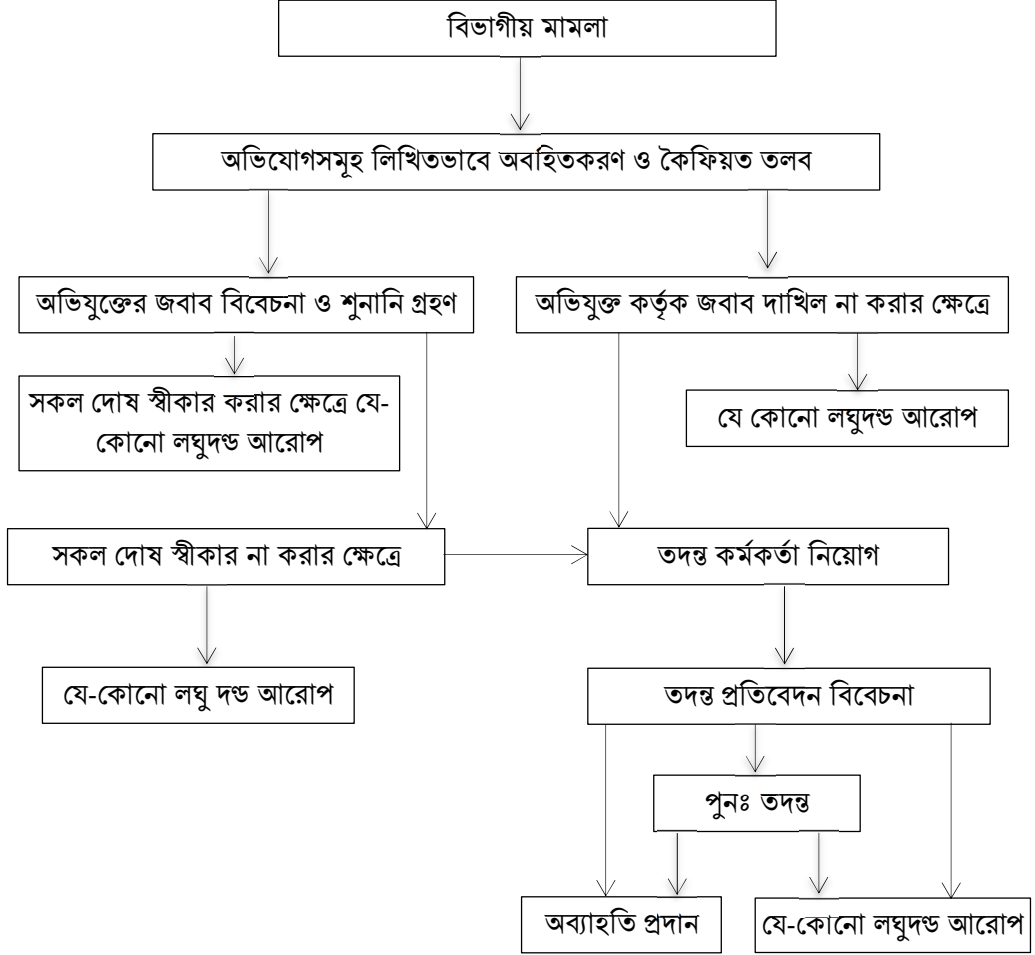 বিভাগীয় মামলা
অভিযোগসমূহ লিখিতভাবে অবহিতকরণ ও কৈফিয়ত তলব
অভিযুক্তের জবাব বিবেচনা ও শুনানি গ্রহণ
অভিযুক্ত কর্তৃক জবাব দাখিল না করার ক্ষেত্রে
সকল দোষ স্বীকার করার ক্ষেত্রে যে-
কোনো লঘুদণ্ড আরোপ
যে কোনো লঘুদণ্ড আরোপ
সকল দোষ স্বীকার না করার ক্ষেত্রে
তদন্ত কর্মকর্তা নিয়োগ
যে-কোনো লঘু দণ্ড আরোপ
তদন্ত প্রতিবেদন বিবেচনা
পুনঃ তদন্ত
অব্যাহতি প্রদান
যে-কোনো লঘুদণ্ড আরোপ